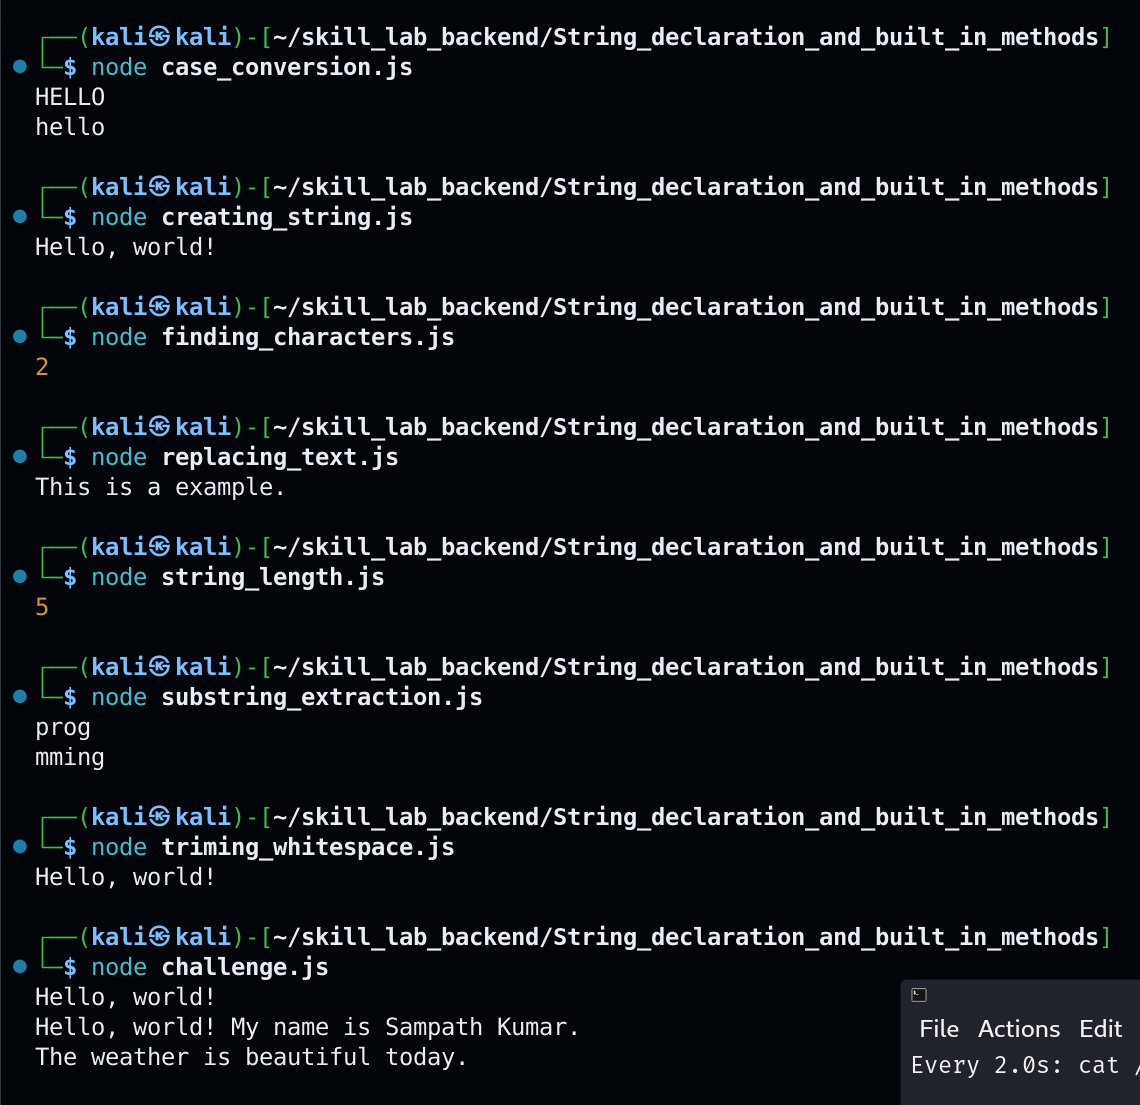 ┌──(kali㉿kali)-[~/skill_lab_backend/String_declaration_and_built_in_methods]
└─$ node case_conversion.js
HELLO
hello
┌──(kali㉿kali)-[~/skill_lab_backend/String_declaration_and_built_in_methods]
└─$ node creating_string.js
Hello, world!
┌──(kali㉿kali)-[~/skill_lab_backend/String_declaration_and_built_in_methods]
└─$ node finding_characters.js
2
┌──(kali㉿kali)-[~/skill_lab_backend/String_declaration_and_built_in_methods]
└─$ node replacing_text.js
This is a example.
┌──(kali㉿kali)-[~/skill_lab_backend/String_declaration_and_built_in_methods]
└─$ node string_length.js
5
┌──(kali㉿kali)-[~/skill_lab_backend/String_declaration_and_built_in_methods]
└─$ node substring_extraction.js
prog
mming
┌──(kali㉿kali)-[~/skill_lab_backend/String_declaration_and_built_in_methods]
└─$ node triming_whitespace.js
Hello, world!
┌──(kali㉿kali)-[~/skill_lab_backend/String_declaration_and_built_in_methods]
└─$ node challenge.js
Hello, world!
Hello, world! My name is Sampath Kumar.
The weather is beautiful today.
File Actions Edit
Every 2.0s: cat /